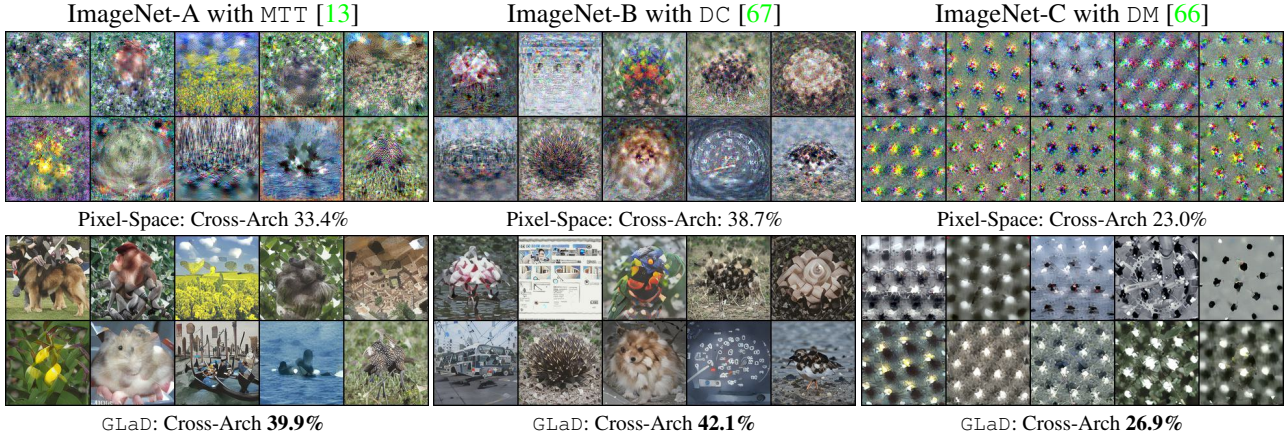 ImageNet-A with MTT [13]
ImageNet-B with DC [67]
ImageNet-C with DM [66]
Pixel-Space: Cross-Arch 33.4%
Pixel-Space: Cross-Arch: 38.7%
Pixel-Space: Cross-Arch 23.0%
GLaD: Cross-Arch 39.9%
GLaD: Cross-Arch 42.1%
GLaD: Cross-Arch 26.9%